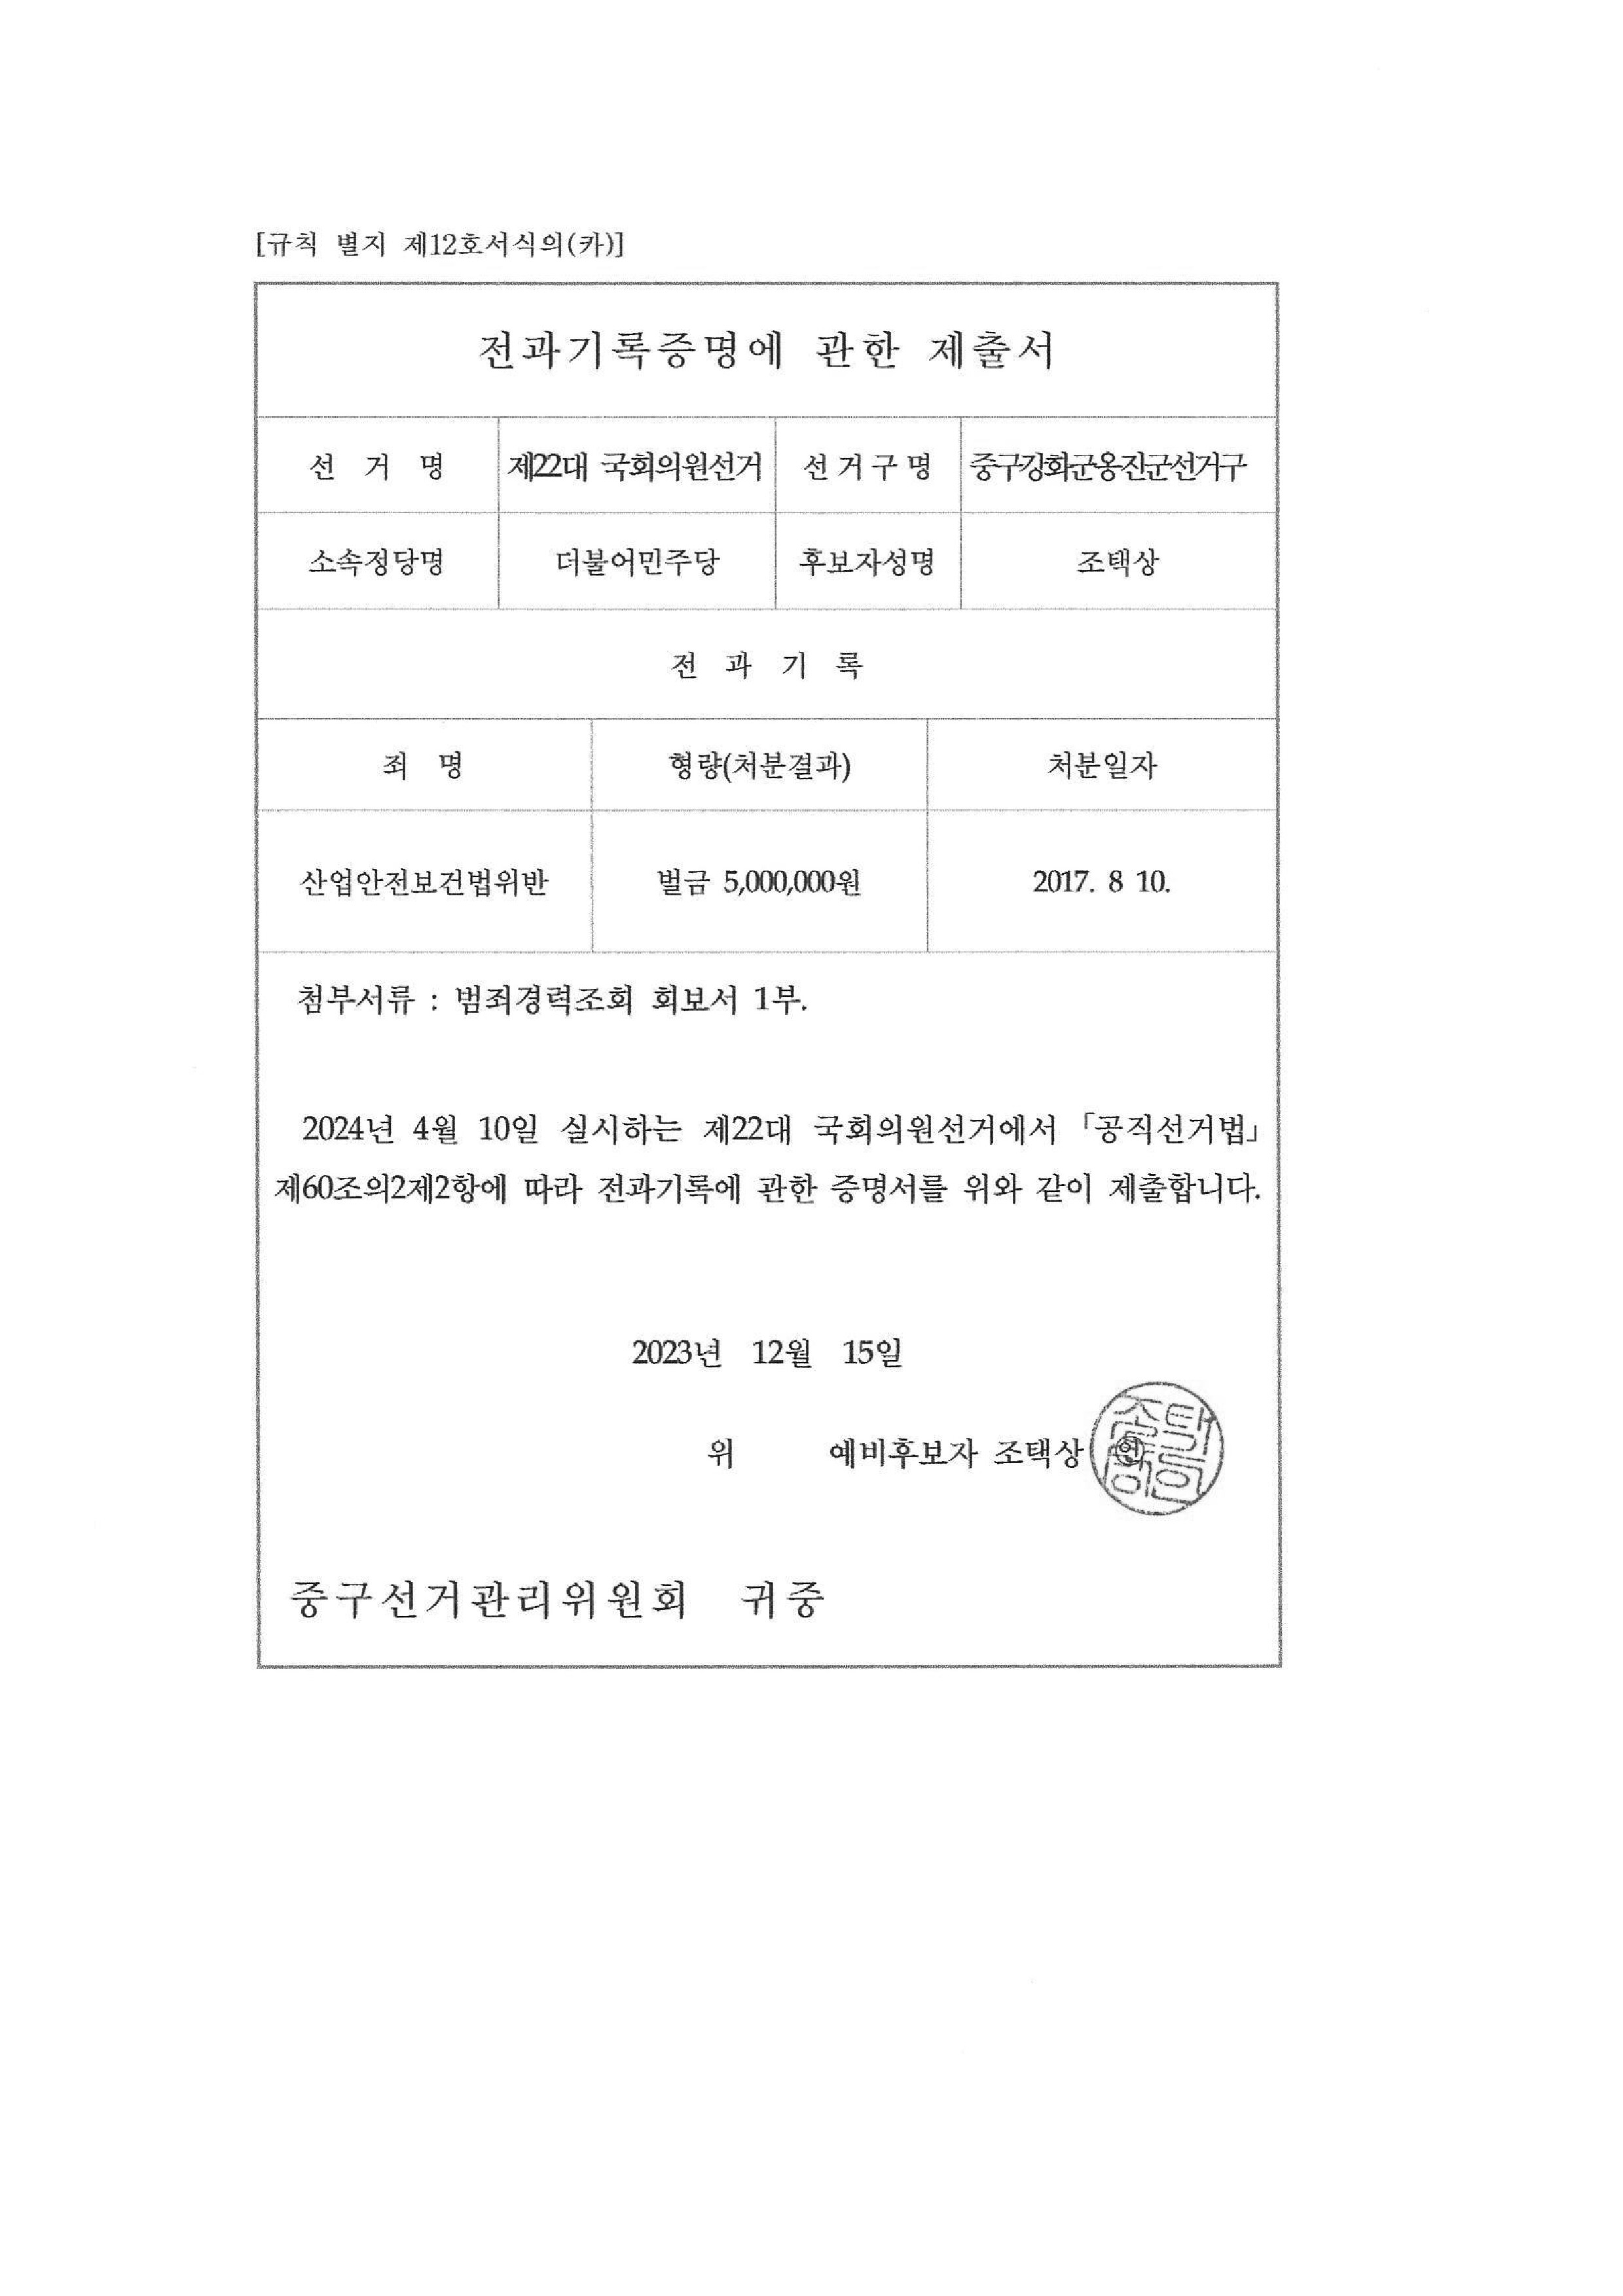 [규칙 별지 제12호서식의(카)]
전과기록증명에 관한 제출서
선 거 명 제22대 국회의원선거 선거구명 중구강화군옹진군선거구
소속정당명 더불어민주당 후보자성명 조택상
전 과 기 록
죄 명 형량(처분결과) 처분일자
산업안전보건법위반 벌금 5,000,000원 2017. 8 10.
첨부서류 : 범죄경력조회 회보서 1부.
2024년 4월 10일 실시하는 제22대 국회의원선거에서 「공직선거법」
제60조의2제2항에 따라 전과기록에 관한 증명서를 위와 같이 제출합니다.
2023년 12월 15일
위 예비후보자 조택상 ㊞
중구선거관리위원회 귀중